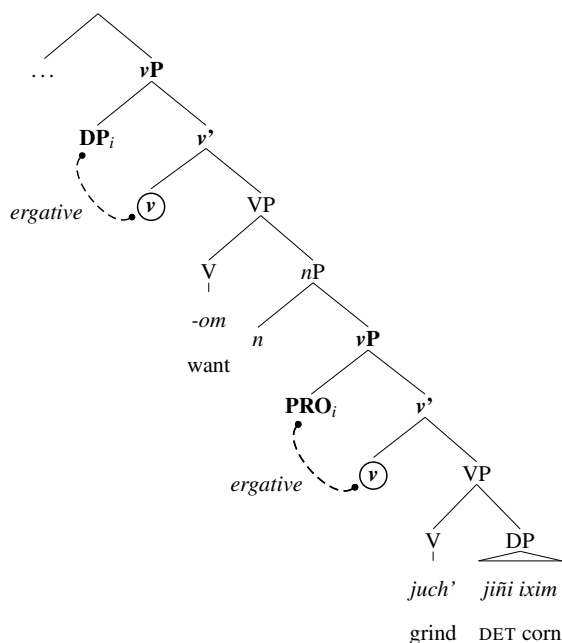 … vP
DPi v’
ergative v VP
V nP
-om n vP
want
PROi v’
ergative v VP
V DP
juch’ jiñi ixim
grind DET corn